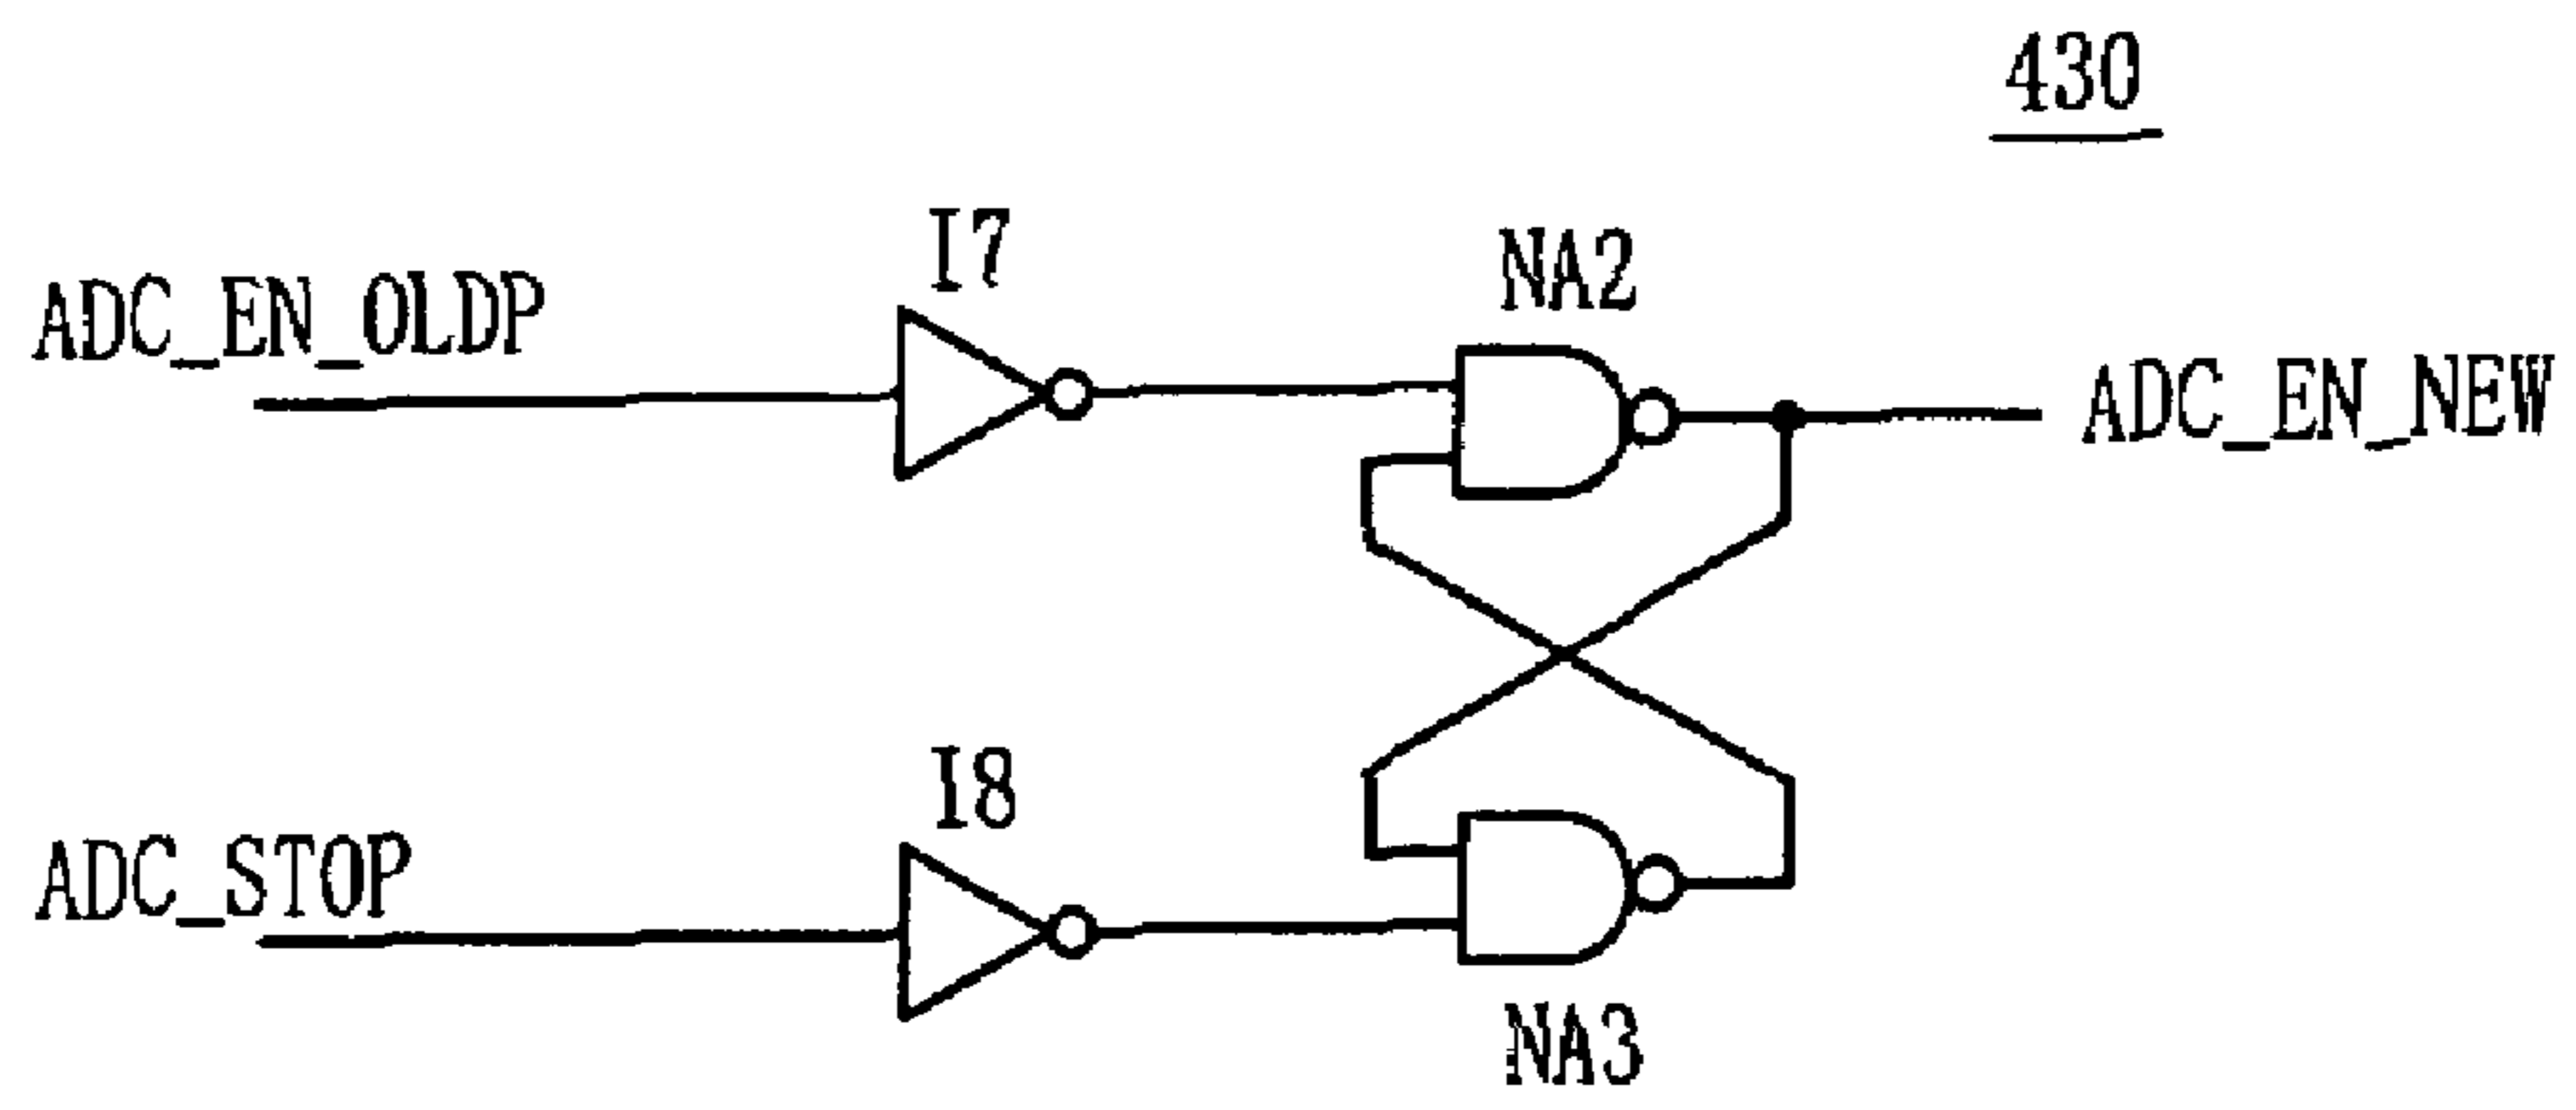 430
I7
NA2
ADC_EN_OLDP
ADC_EN_NEW
I8
ADC_STOP
NA3